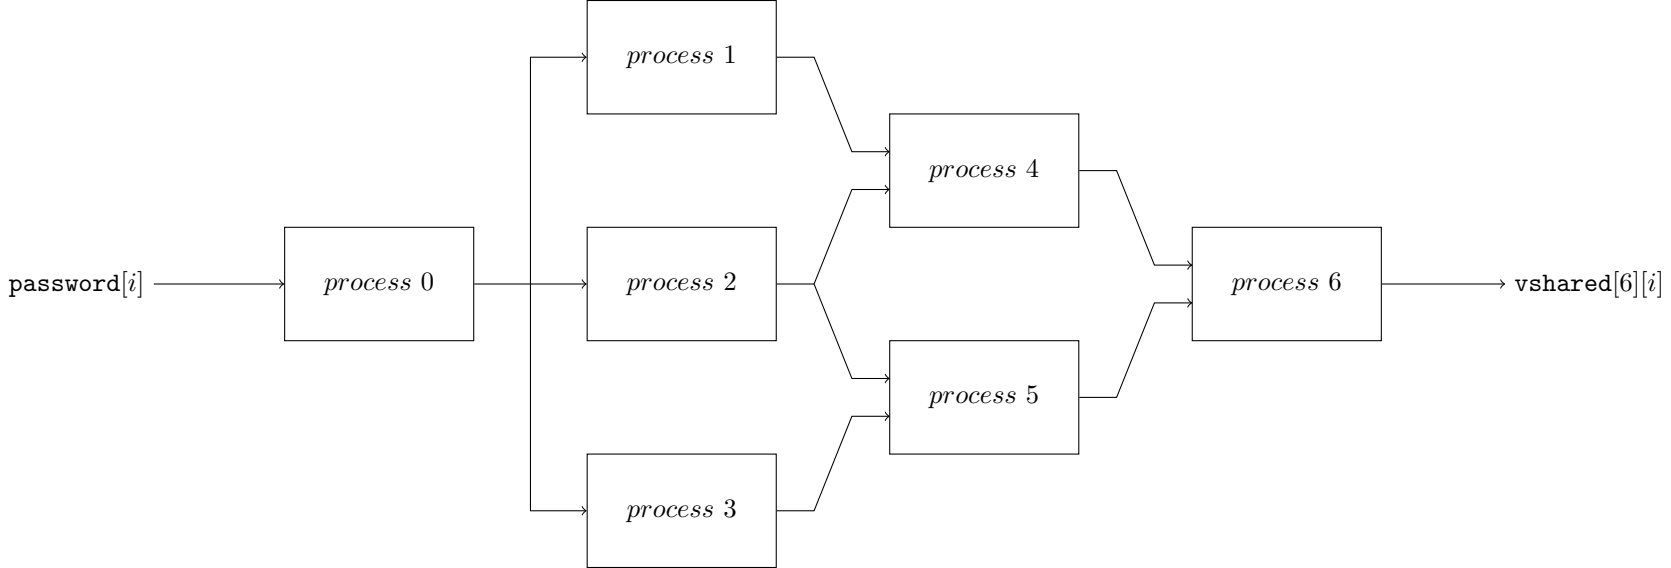 process 1
process 4
password[i]
process 0
process 2
process 6
vshared[6][i]
process 5
process 3